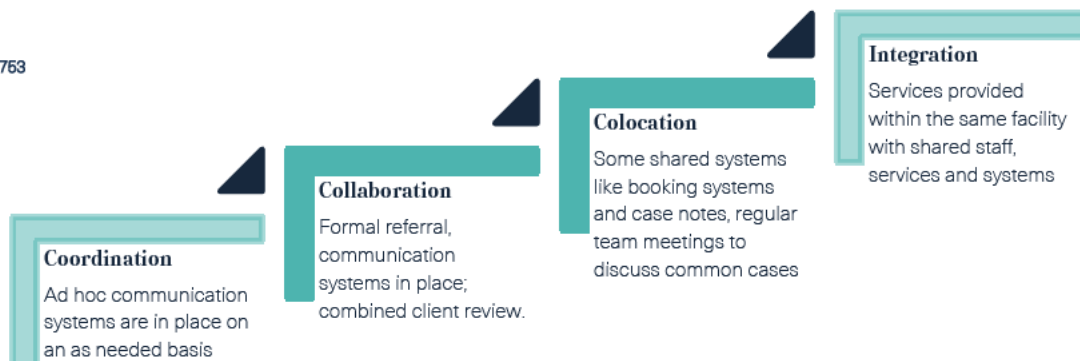 753
Coordination
Ad hoc communication
systems are in place on
an as needed basis
Collaboration
Formal referral,
communication
systems in place;
combined client review.
Colocation
Some shared systems
like booking systems
and case notes, regular
team meetings to
discuss common cases
Integration
Services provided
within the same facility
with shared staff,
services and systems